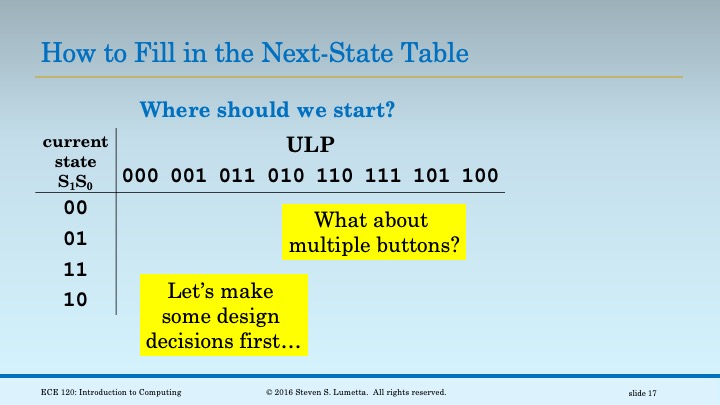 How to Fill in the Next-State Table
Where should we start?
current
state
S₁S₀
ULP
000 001 011 010 110 111 101 100
00
01
11
10
What about
multiple buttons?
Let's make
some design
decisions first…
ECE 120: Introduction to Computing
© 2016 Steven S. Lumetta. All rights reserved.
slide 17